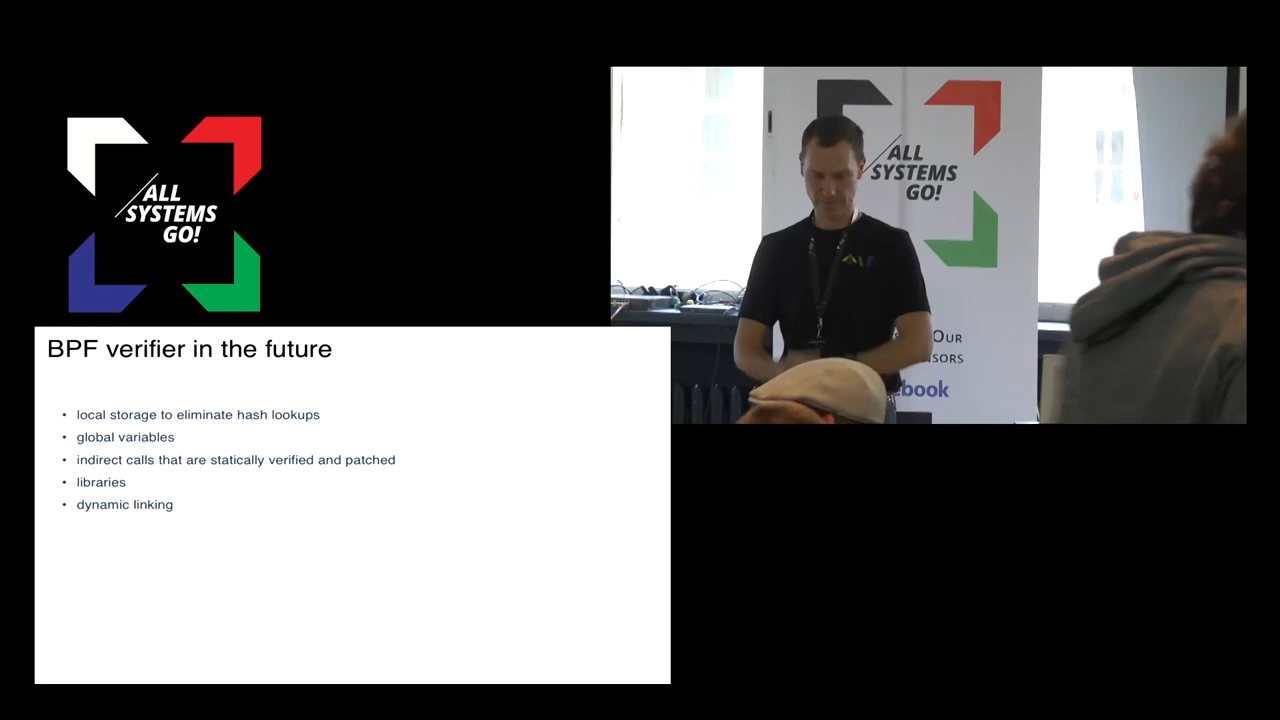 /ALL
SYSTEMS
GO!
BPF verifier in the future
• local storage to eliminate hash lookups
• global variables
• indirect calls that are statically verified and patched
• libraries
• dynamic linking
/ALL
SYSTEMS
GO!
OUR